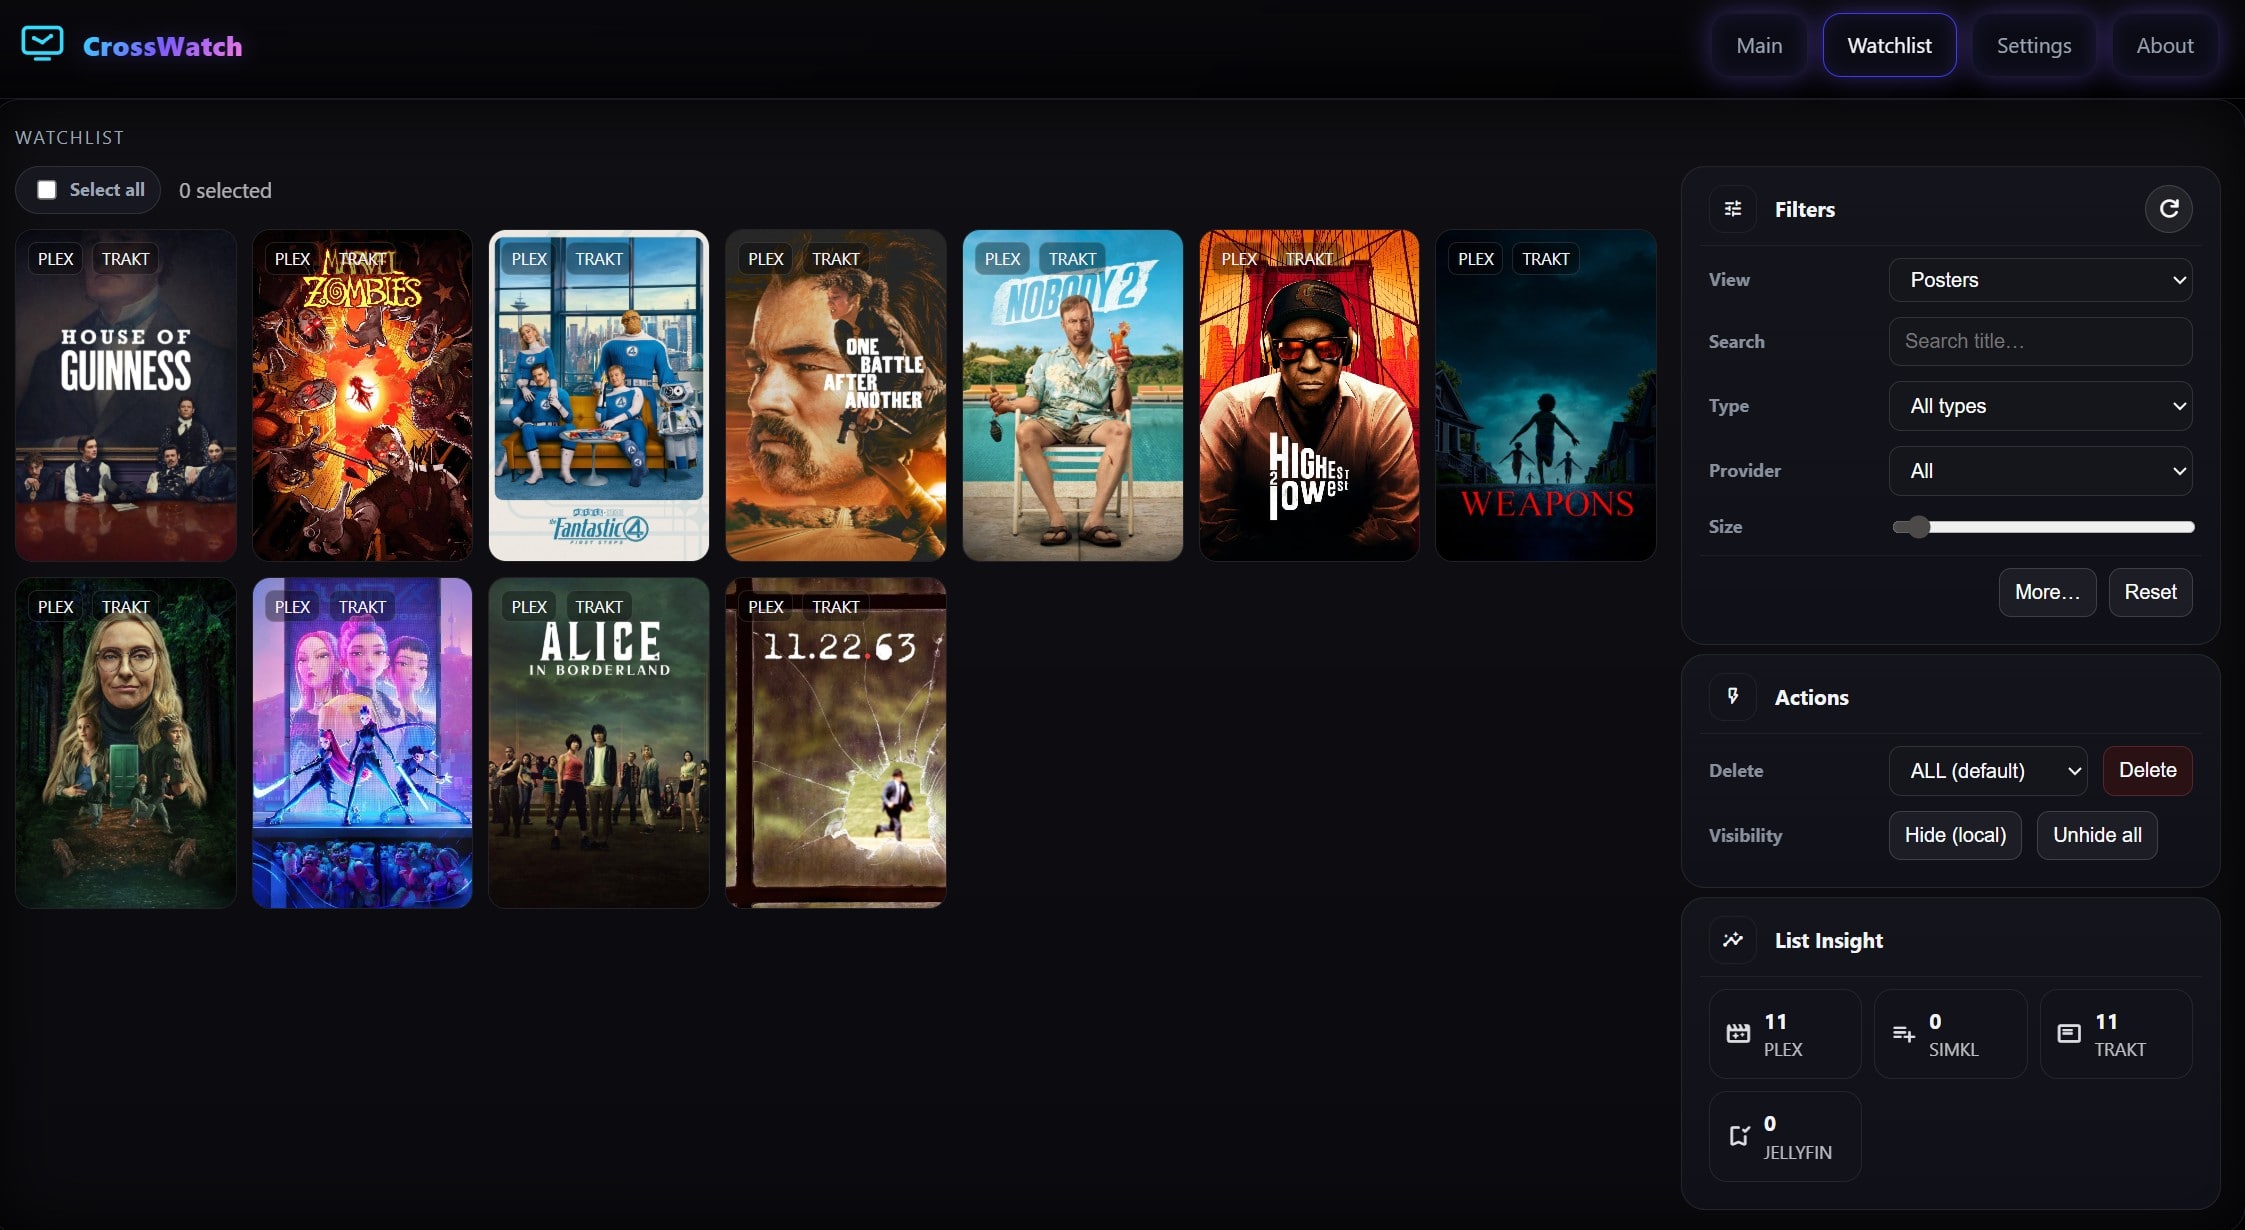 CrossWatch
Main
Watchlist
Settings
About
WATCHLIST
Select all
0 selected
PLEX TRAKT
HOUSE OF
GUINNESS
PLEX TRAKT
MARVEL
ZOMBIES
PLEX TRAKT
the Fantastic 4
FIRST STEPS
PLEX TRAKT
ONE
BATTLE
AFTER
ANOTHER
PLEX TRAKT
NOBODY 2
PLEX TRAKT
HIGHEST
2
lowest
PLEX TRAKT
WEAPONS
PLEX TRAKT
PLEX TRAKT
PLEX TRAKT
ALICE
IN BORDERLAND
PLEX TRAKT
11.22.63
Filters
View
Posters
Search
Search title...
Type
All types
Provider
All
Size
More...
Reset
Actions
Delete
ALL (default)
Delete
Visibility
Hide (local)
Unhide all
List Insight
11
PLEX
0
SIMKL
11
TRAKT
0
JELLYFIN